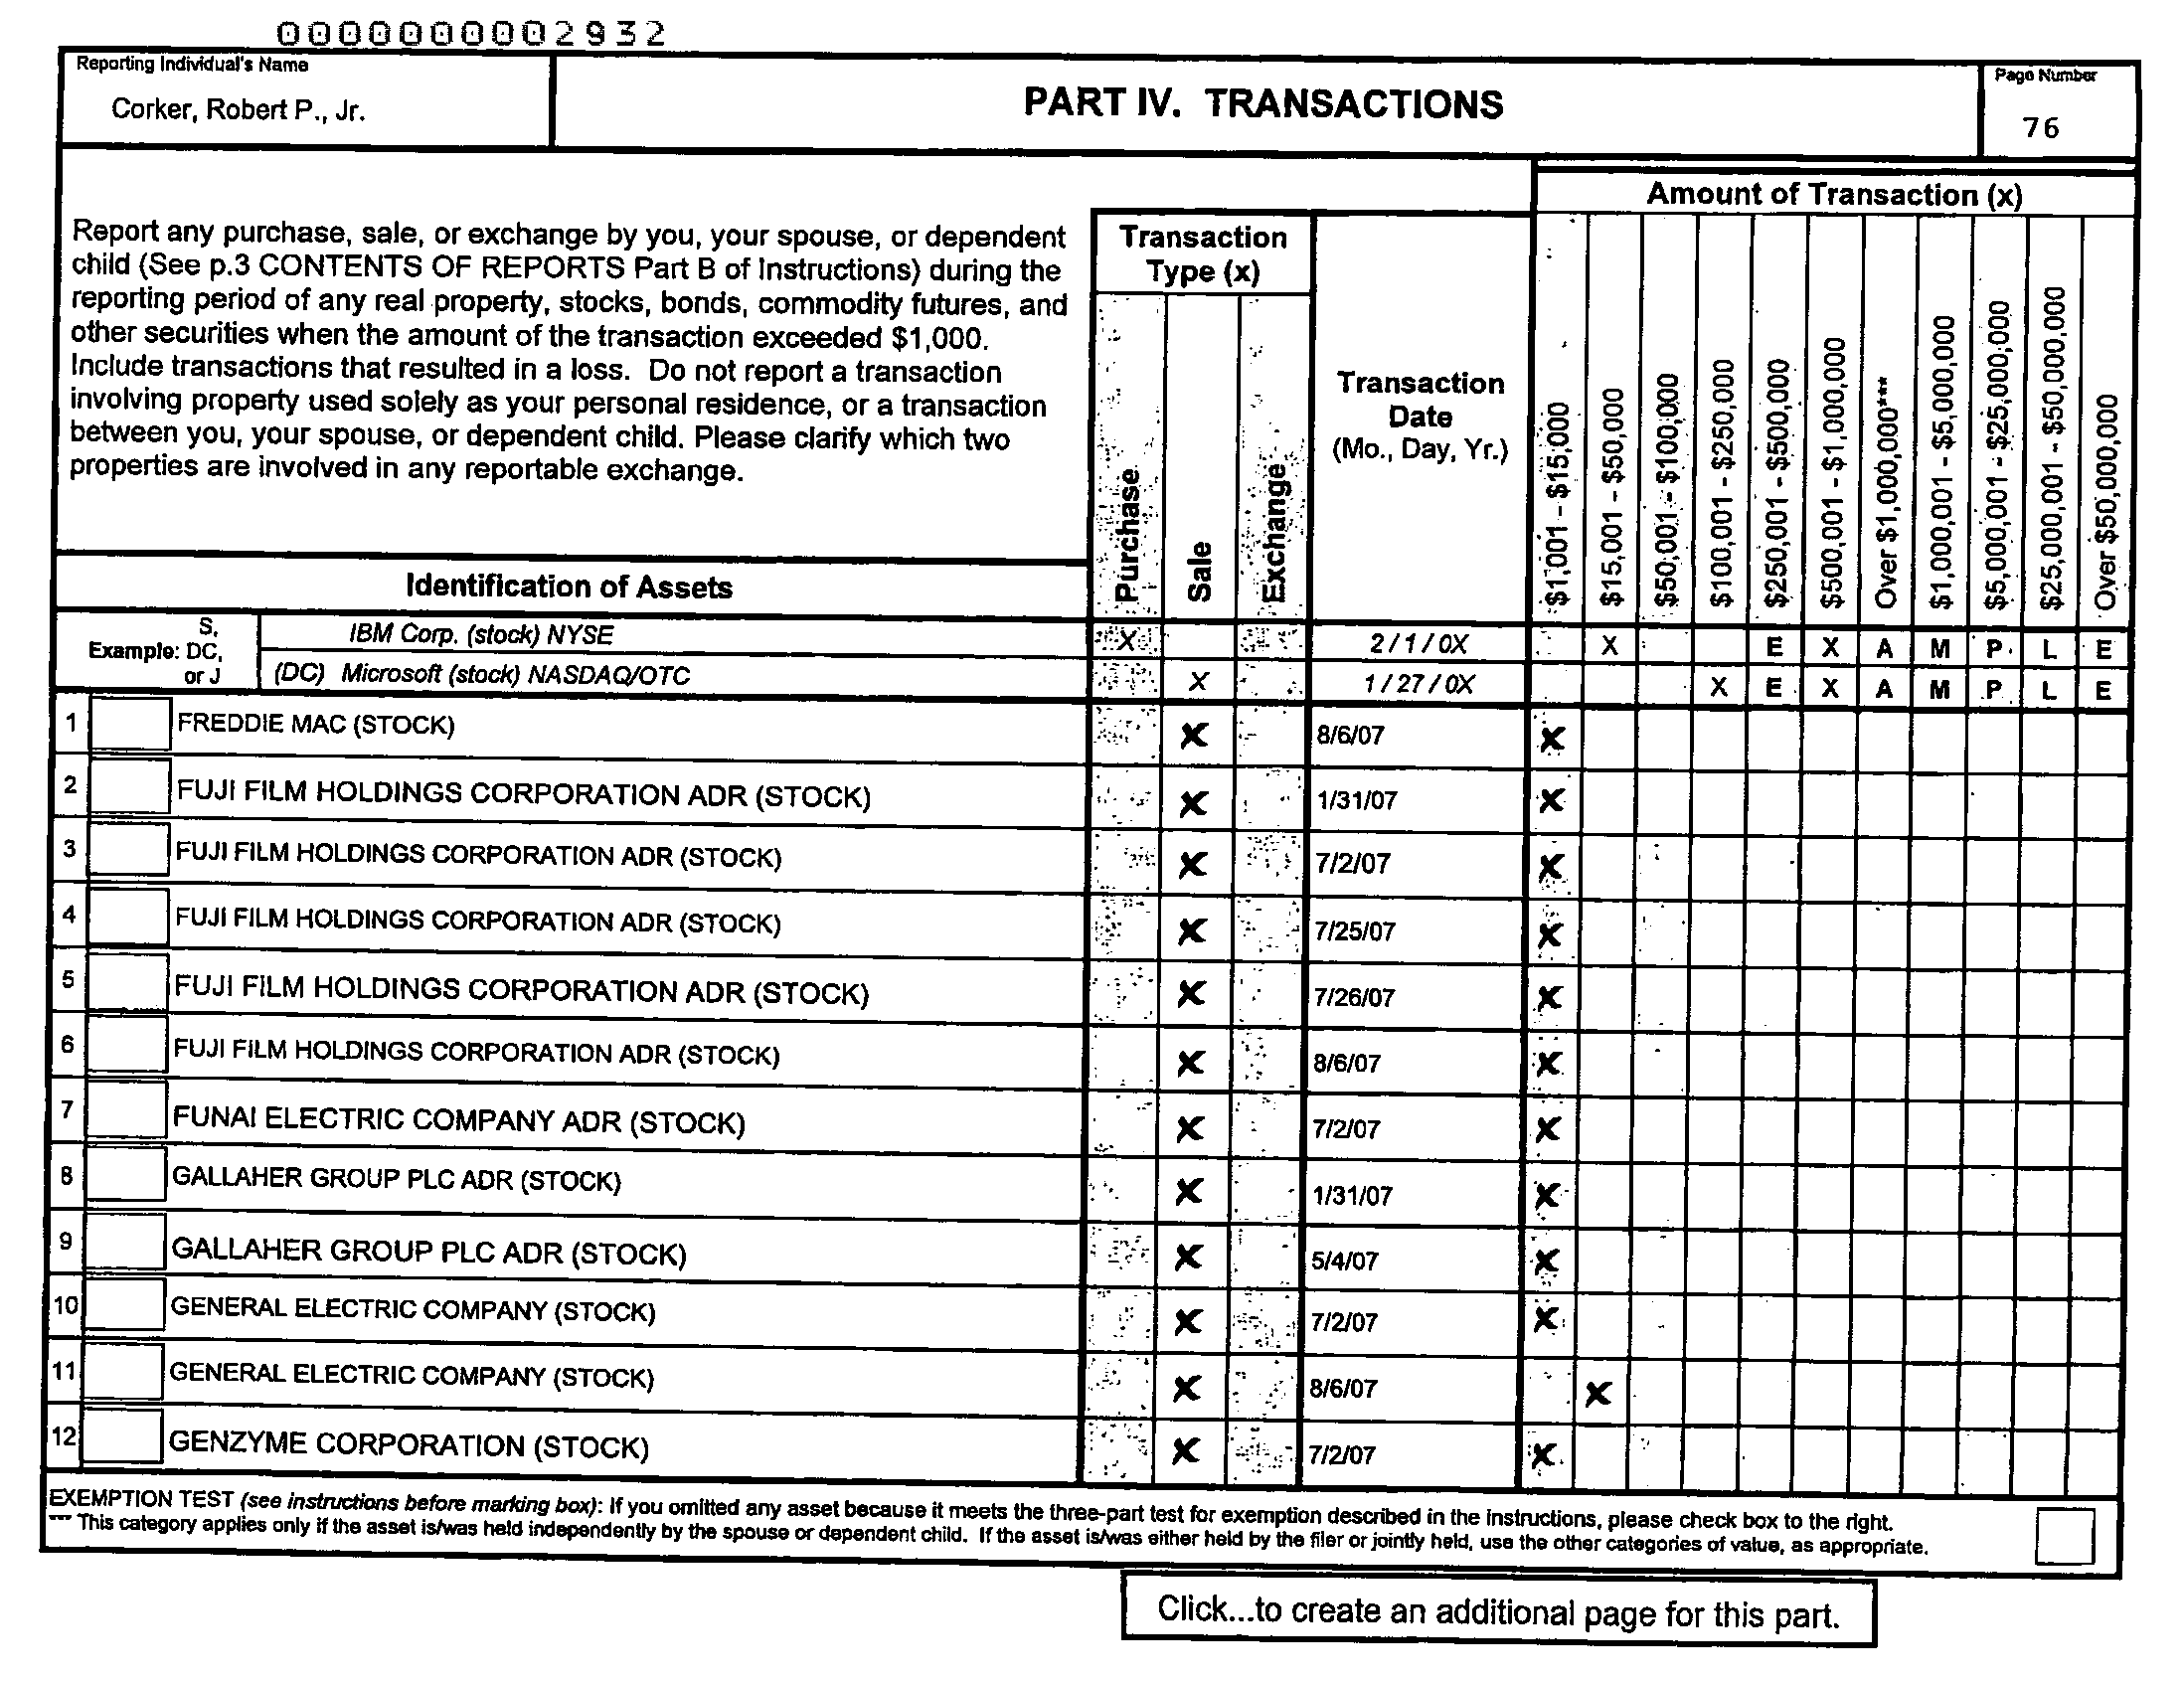 0000000002932
Reporting Individual's Name
Corker, Robert P., Jr.
PART IV. TRANSACTIONS
Page Number
76
Report any purchase, sale, or exchange by you, your spouse, or dependent
child (See p.3 CONTENTS OF REPORTS Part B of Instructions) during the
reporting period of any real property, stocks, bonds, commodity futures, and
other securities when the amount of the transaction exceeded $1,000.
Include transactions that resulted in a loss. Do not report a transaction
involving property used solely as your personal residence, or a transaction
between you, your spouse, or dependent child. Please clarify which two
properties are involved in any reportable exchange.
Identification of Assets
Transaction
Type (x)
Purchase
Sale
Exchange
Transaction
Date
(Mo., Day, Yr.)
Amount of Transaction (x)
$1,001 - $15,000
$15,001 - $50,000
$50,001 - $100,000
$100,001 - $250,000
$250,001 - $500,000
$500,001 - $1,000,000
Over $1,000,000***
$1,000,001 - $5,000,000
$5,000,001 - $25,000,000
$25,000,001 - $50,000,000
Over $50,000,000
Example: S, DC, or J
IBM Corp. (stock) NYSE X 2 / 1 / 0X X E X A M P L E
(DC) Microsoft (stock) NASDAQ/OTC X 1 / 27 / 0X X E X A M P L E
1 FREDDIE MAC (STOCK) X 8/6/07 X
2 FUJI FILM HOLDINGS CORPORATION ADR (STOCK) X 1/31/07 X
3 FUJI FILM HOLDINGS CORPORATION ADR (STOCK) X 7/2/07 X
4 FUJI FILM HOLDINGS CORPORATION ADR (STOCK) X 7/25/07 X
5 FUJI FILM HOLDINGS CORPORATION ADR (STOCK) X 7/26/07 X
6 FUJI FILM HOLDINGS CORPORATION ADR (STOCK) X 8/6/07 X
7 FUNAI ELECTRIC COMPANY ADR (STOCK) X 7/2/07 X
8 GALLAHER GROUP PLC ADR (STOCK) X 1/31/07 X
9 GALLAHER GROUP PLC ADR (STOCK) X 5/4/07 X
10 GENERAL ELECTRIC COMPANY (STOCK) X 7/2/07 X
11 GENERAL ELECTRIC COMPANY (STOCK) X 8/6/07 X
12 GENZYME CORPORATION (STOCK) X 7/2/07 X
EXEMPTION TEST (see instructions before marking box): If you omitted any asset because it meets the three-part test for exemption described in the instructions, please check box to the right.
*** This category applies only if the asset is/was held independently by the spouse or dependent child. If the asset is/was either held by the filer or jointly held, use the other categories of value, as appropriate.
Click...to create an additional page for this part.